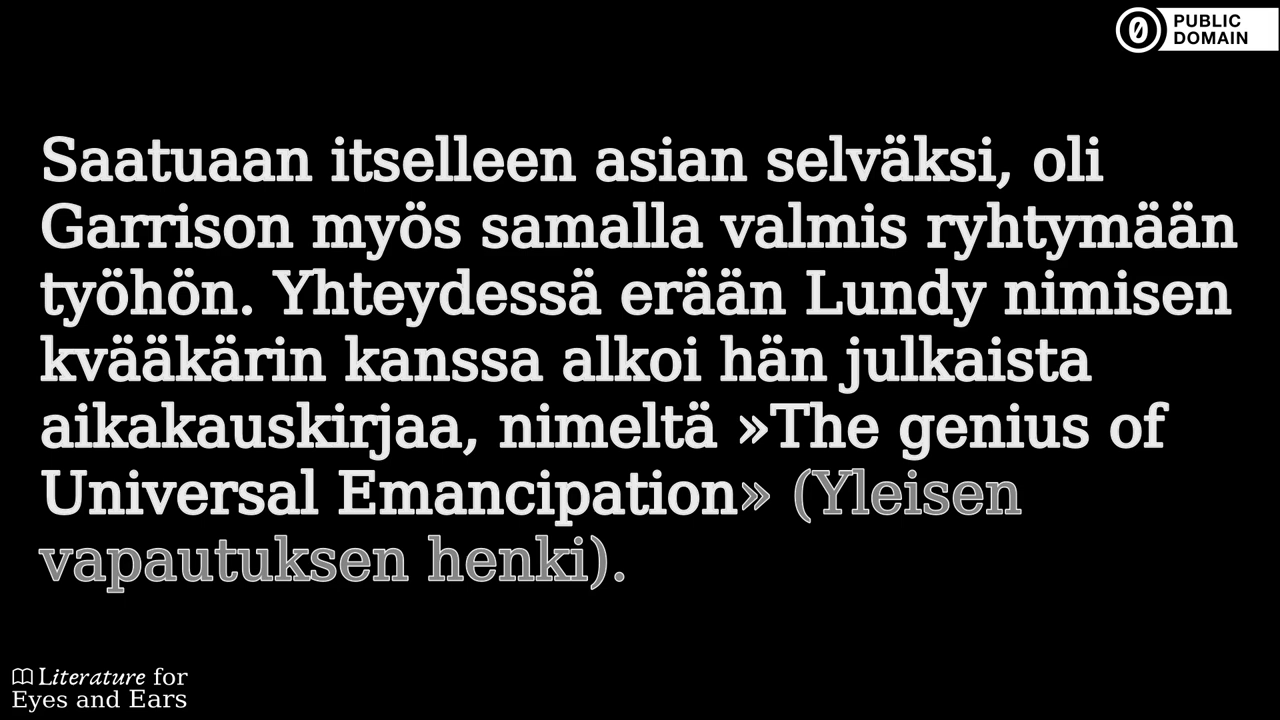 PUBLIC
DOMAIN
Saatuaan itselleen asian selväksi, oli
Garrison myös samalla valmis ryhtymään
työhön. Yhteydessä erään Lundy nimisen
kvääkärin kanssa alkoi hän julkaista
aikakauskirjaa, nimeltä »The genius of
Universal Emancipation» (Yleisen
vapautuksen henki).
Literature for
Eyes and Ears